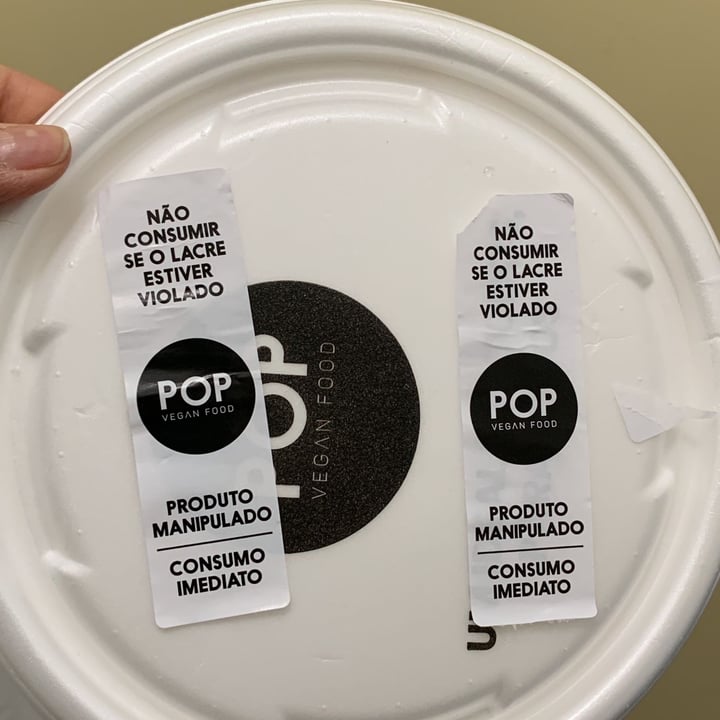 NÃO
CONSUMIR
SE O LACRE
ESTIVER
VIOLADO
POP
VEGAN FOOD
PRODUTO
MANIPULADO
CONSUMO
IMEDIATO
POP
VEGAN FOOD
NÃO
CONSUMIR
SE O LACRE
ESTIVER
VIOLADO
POP
VEGAN FOOD
PRODUTO
MANIPULADO
CONSUMO
IMEDIATO